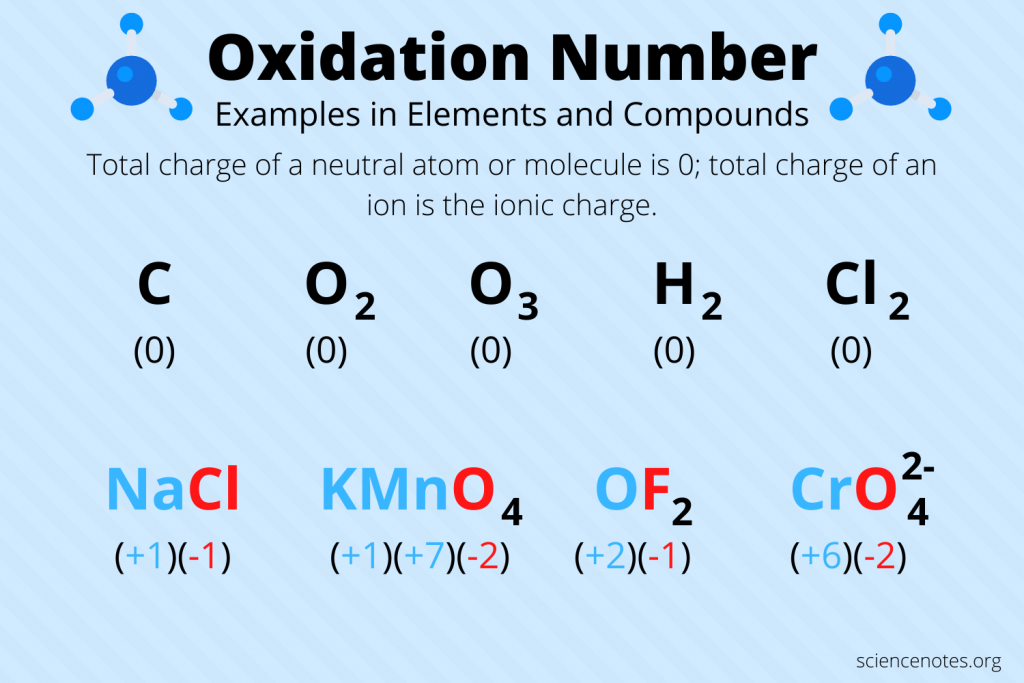 Oxidation Number
Examples in Elements and Compounds
Total charge of a neutral atom or molecule is 0; total charge of an
ion is the ionic charge.
C O₂ O₃ H₂ Cl₂
(0) (0) (0) (0) (0)
NaCl KMnO₄ OF₂ CrO₄²⁻
(+1)(-1) (+1)(+7)(-2) (+2)(-1) (+6)(-2)
sciencenotes.org